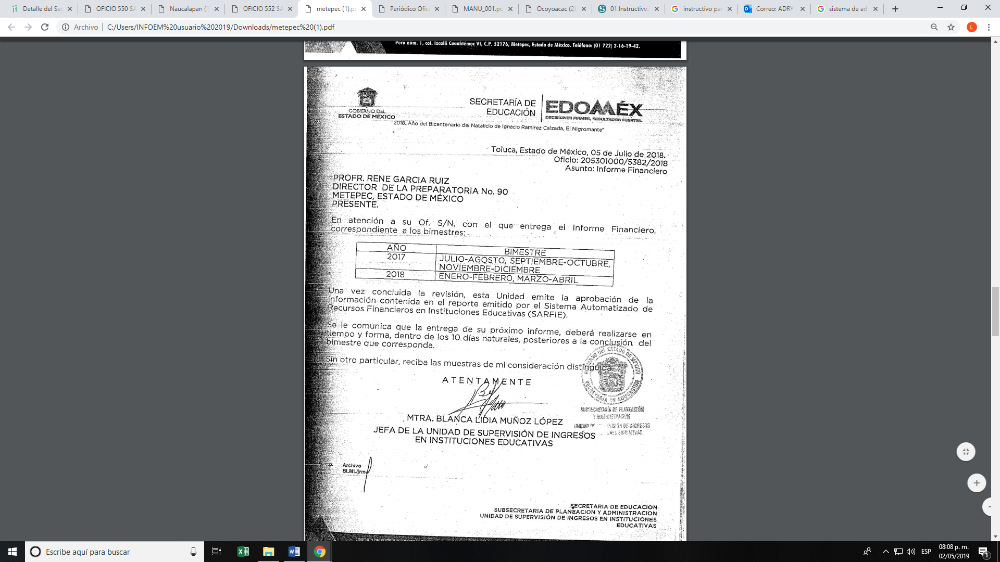 Detalle del Seg
OFICIO 550 SA
Naucalapan (1
OFICIO 552 SA
metepec (1).pd
Periódico Ofici
MANU_001.pd
Ocoyoacac (2)
01.Instructivo.
instructivo par
Correo: ADRY
sistema de ad
Archivo
C:/Users/INFOEM%20usuario%202019/Downloads/metepec%20(1).pdf
L
Pera núm. 1, col. Izcalli Cuauhtémoc VI, C.P. 52176, Metepec, Estado de México. Teléfono: (01 722) 2-16-19-42.
GOBIERNO DEL
ESTADO DE MÉXICO
SECRETARÍA DE
EDUCACIÓN
EDOMÉX
DECISIONES FIRMES, RESULTADOS FUERTES.
"2018. Año del Bicentenario del Natalicio de Ignacio Ramírez Calzada, El Nigromante"
Toluca, Estado de México, 05 de Julio de 2018.
Oficio: 205301000/5382/2018
Asunto: Informe Financiero
PROFR. RENE GARCIA RUIZ
DIRECTOR DE LA PREPARATORIA No. 90
METEPEC, ESTADO DE MÉXICO
PRESENTE.
En atención a su Of. S/N, con el que entrega el Informe Financiero,
correspondiente a los bimestres:
AÑO BIMESTRE
2017 JULIO-AGOSTO, SEPTIEMBRE-OCTUBRE,
NOVIEMBRE-DICIEMBRE
2018 ENERO-FEBRERO, MARZO-ABRIL
Una vez concluida la revisión, esta Unidad emite la aprobación de la
información contenida en el reporte emitido por el Sistema Automatizado de
Recursos Financieros en Instituciones Educativas (SARFIE).
Se le comunica que la entrega de su próximo informe, deberá realizarse en
tiempo y forma, dentro de los 10 días naturales, posteriores a la conclusión del
bimestre que corresponda.
Sin otro particular, reciba las muestras de mi consideración distinguida
ATENTAMENTE
DEL ESTADO DE MÉXICO
SECRETARIA DE EDUCACIÓN
SUBSECRETARÍA DE PLANEACIÓN
Y ADMINISTRACIÓN
UNIDAD DE SUPERVISIÓN DE INGRESOS
EDUCATIVAS
MTRA. BLANCA LIDIA MUÑOZ LÓPEZ
JEFA DE LA UNIDAD DE SUPERVISIÓN DE INGRESOS
EN INSTITUCIONES EDUCATIVAS
c.c.p. Archivo
BLML/jrm
SECRETARIA DE EDUCACION
SUBSECRETARIA DE PLANEACION Y ADMINISTRACION
UNIDAD DE SUPERVISIÓN DE INGRESOS EN INSTITUCIONES
EDUCATIVAS
Escribe aquí para buscar
ESP
08:08 p. m.
02/05/2019
1